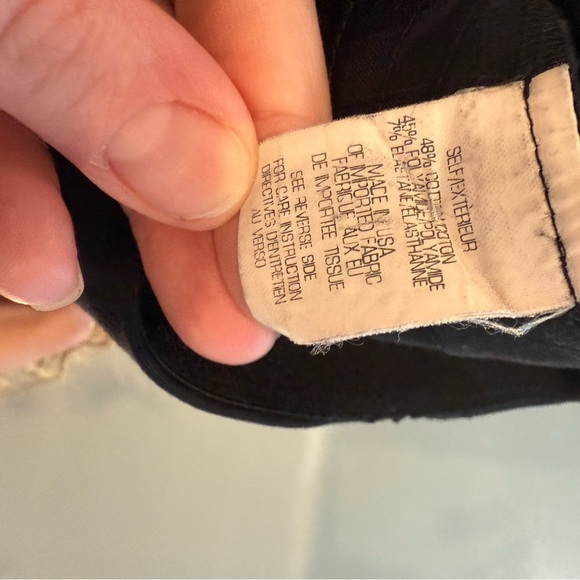 SELF/EXTERIEUR
48% COTTON/COTON
45% POLYAMIDE/POLYAMIDE
7% ELASTANE/ELASTHANNE
MADE IN USA
OF IMPORTED FABRIC
FABRIQUE AUX EU
DE IMPORTEE TISSUE
SEE REVERSE SIDE
FOR CARE INSTRUCTION
DIRECTIVES D'ENTRETIEN
AU VERSO